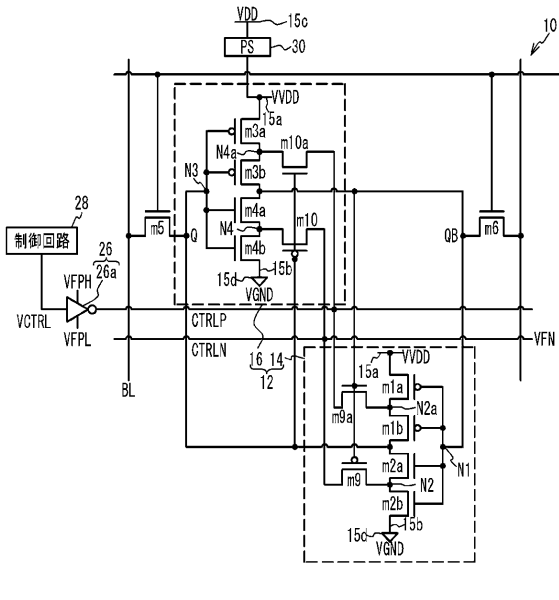 VDD
15c
10
PS
30
VVDD
15a
m3a
N4a
m10a
N3
m3b
m4a
m10
N4
m4b
m5
Q
QB
m6
28
制御回路
26
26a
VFPH
15d
15b
VGND
VCTRL
VFPL
CTRLP
CTRLN
VFN
16
14
12
BL
15a
VVDD
m1a
N2a
m9a
m1b
N1
m2a
m9
N2
m2b
15d
15b
VGND